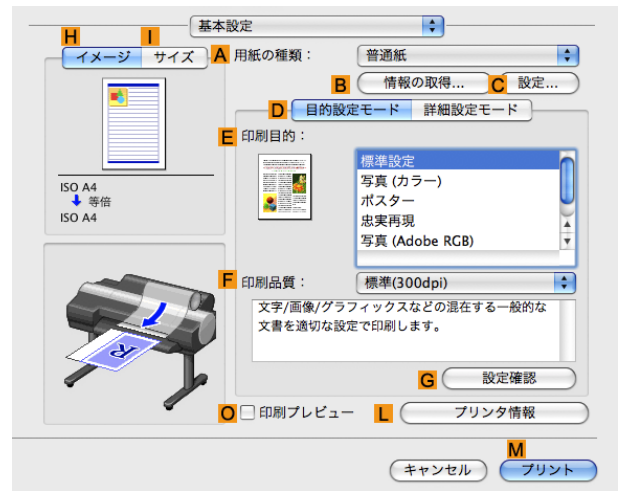 基本設定
H
I
イメージ サイズ
A 用紙の種類： 普通紙
B 情報の取得... C 設定...
D 目的設定モード 詳細設定モード
E 印刷目的：
標準設定
写真 (カラー)
ポスター
忠実再現
写真 (Adobe RGB)
ISO A4
等倍
ISO A4
F 印刷品質： 標準(300dpi)
文字/画像/グラフィックスなどの混在する一般的な
文書を適切な設定で印刷します。
R
G 設定確認
O 印刷プレビュー L プリンタ情報
M
キャンセル プリント